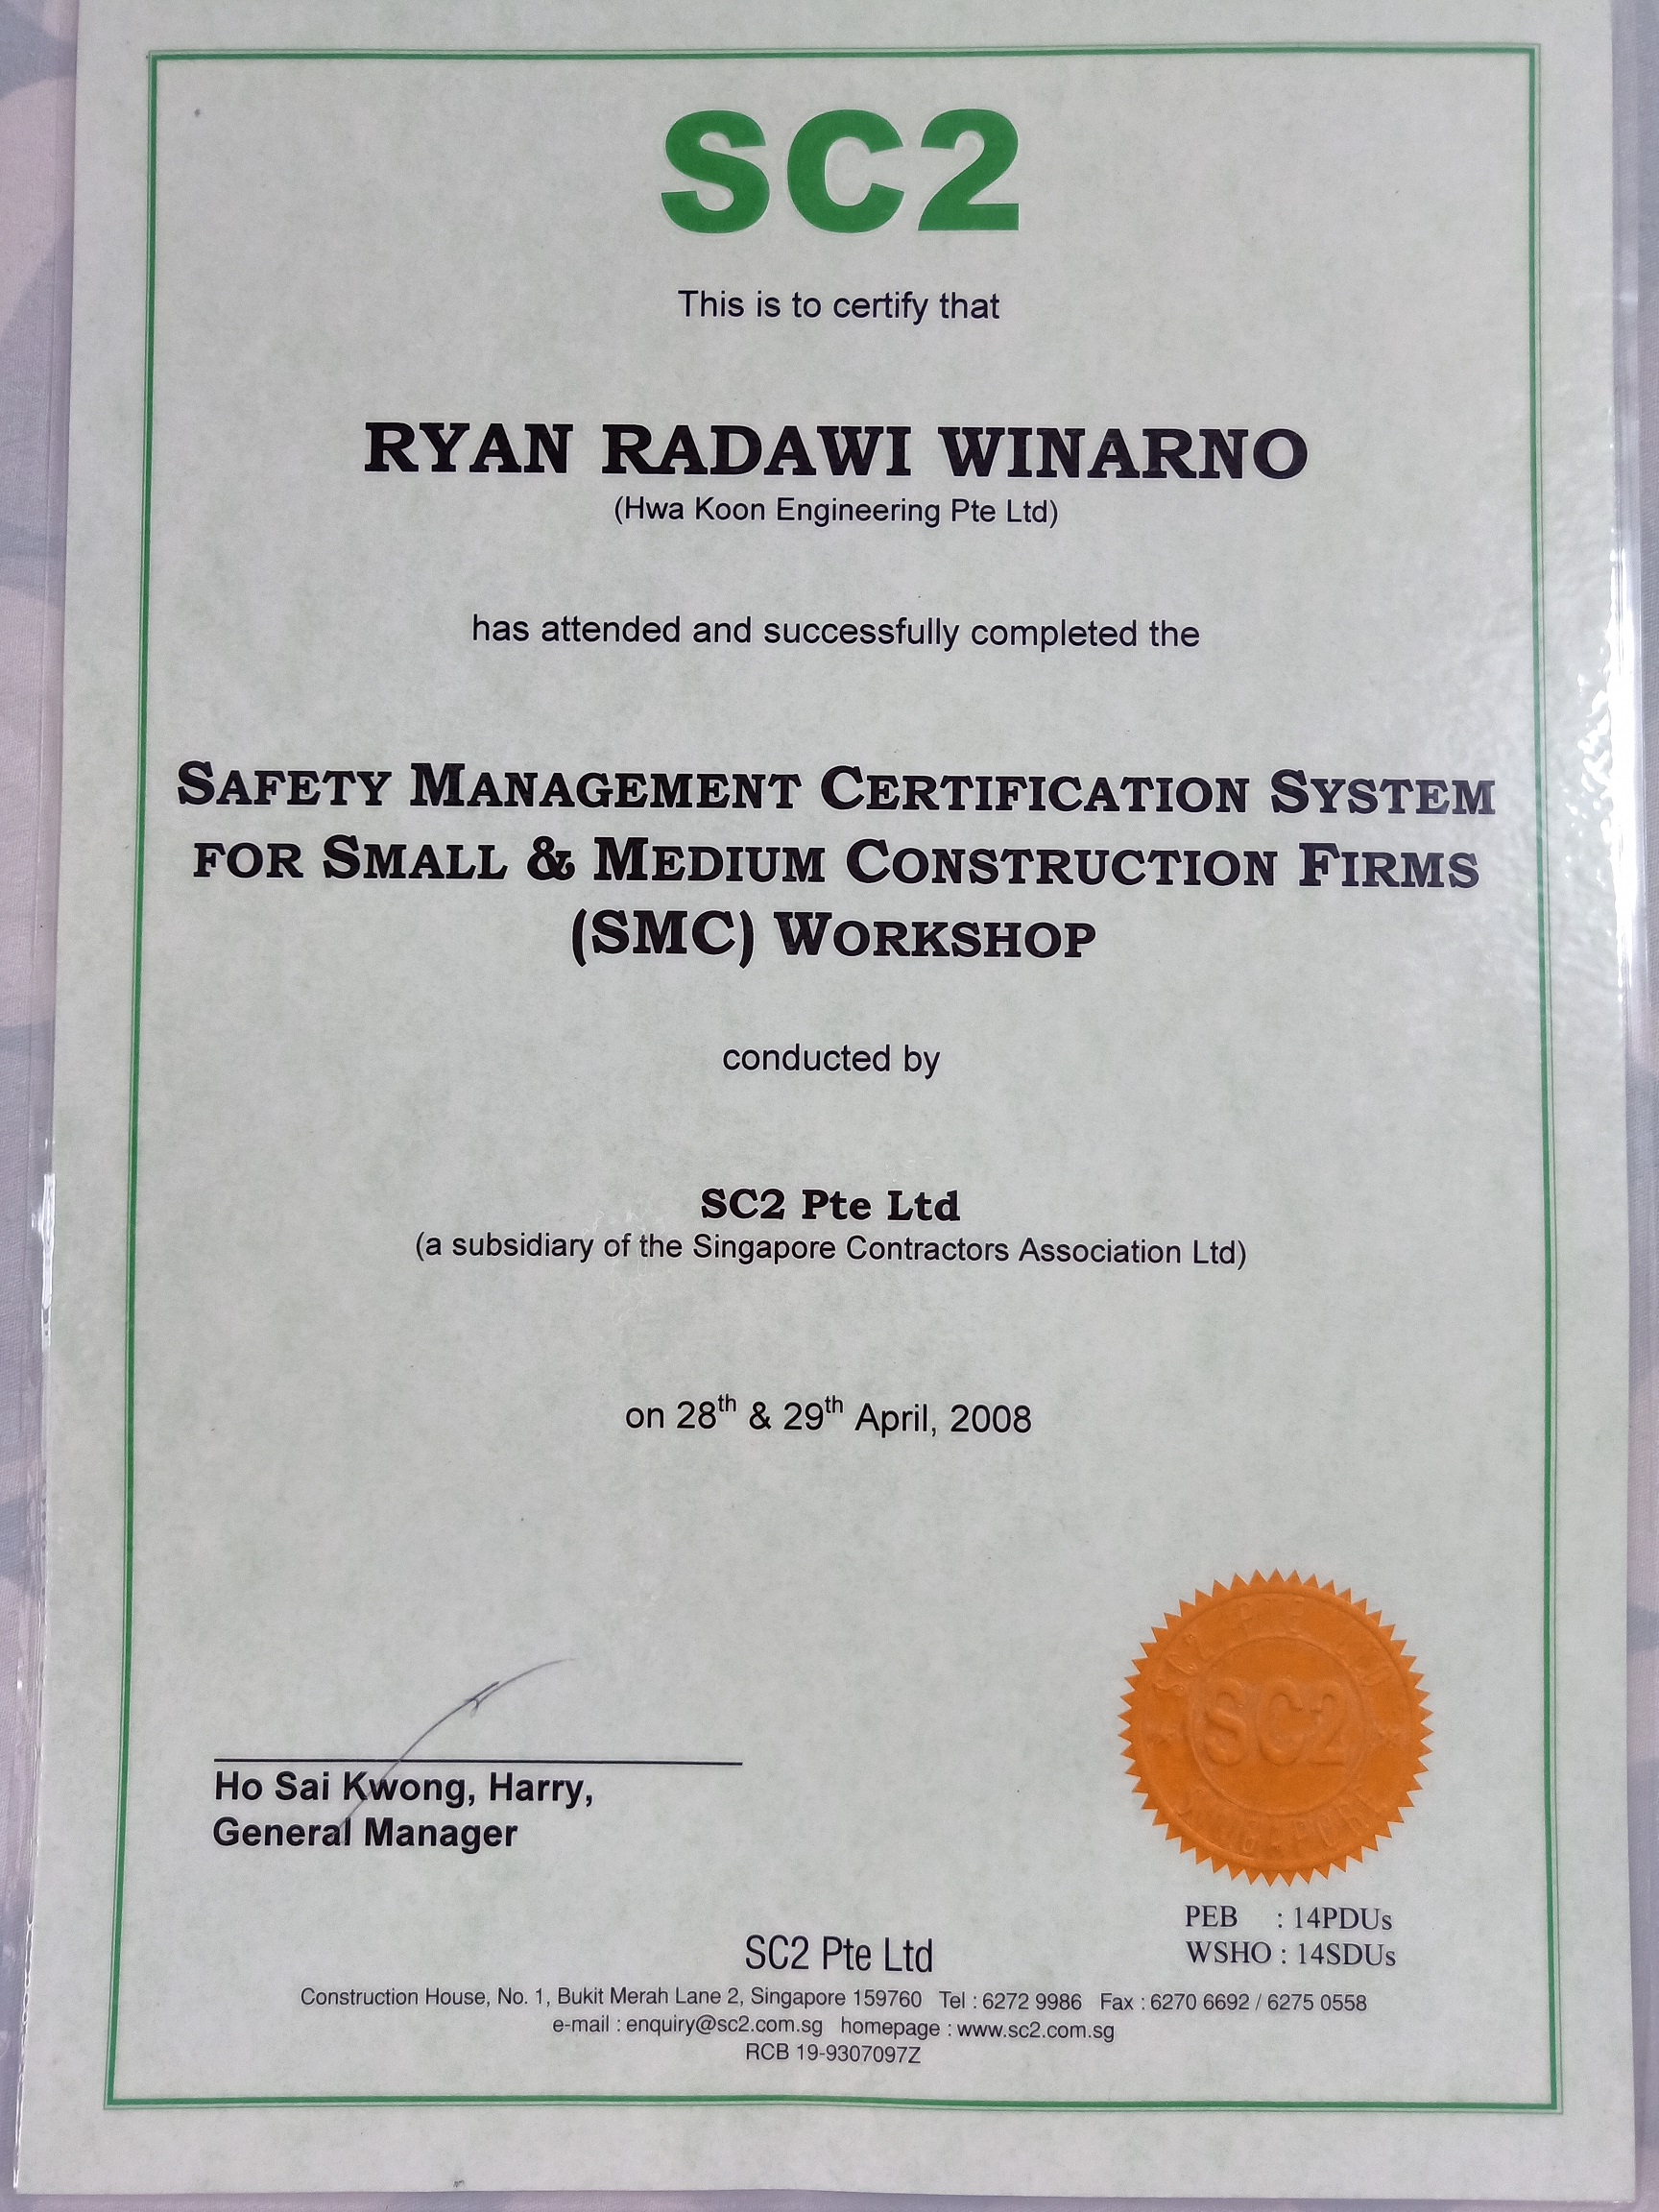 SC2
This is to certify that
RYAN RADAWI WINARNO
(Hwa Koon Engineering Pte Ltd)
has attended and successfully completed the
SAFETY MANAGEMENT CERTIFICATION SYSTEM
FOR SMALL & MEDIUM CONSTRUCTION FIRMS
(SMC) WORKSHOP
conducted by
SC2 Pte Ltd
(a subsidiary of the Singapore Contractors Association Ltd)
on 28th & 29th April, 2008
Ho Sai Kwong, Harry,
General Manager
SC2 PTE LTD
SC2
SINGAPORE
PEB : 14PDUs
WSHO : 14SDUs
SC2 Pte Ltd
Construction House, No. 1, Bukit Merah Lane 2, Singapore 159760 Tel : 6272 9986 Fax : 6270 6692 / 6275 0558
e-mail : enquiry@sc2.com.sg homepage : www.sc2.com.sg
RCB 19-9307097Z